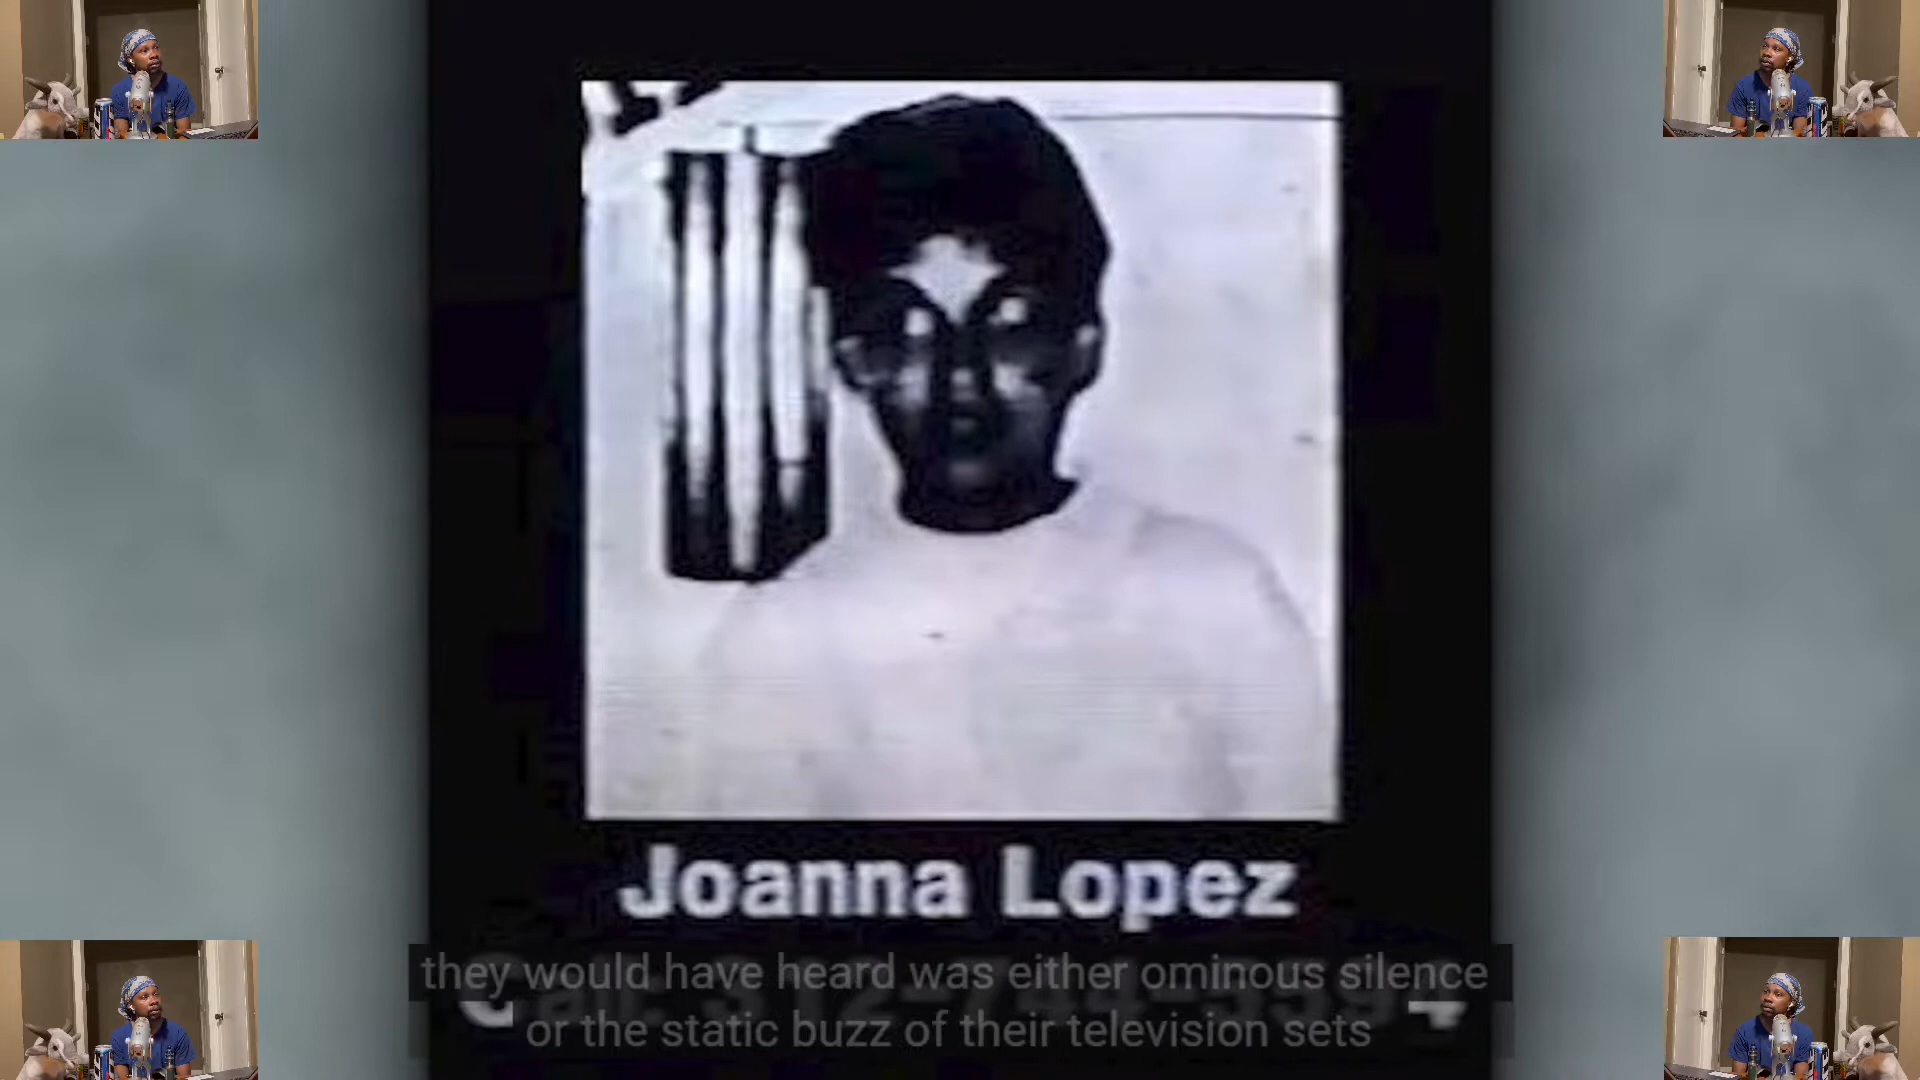 Joanna Lopez
they would have heard was either ominous silence
or the static buzz of their television sets